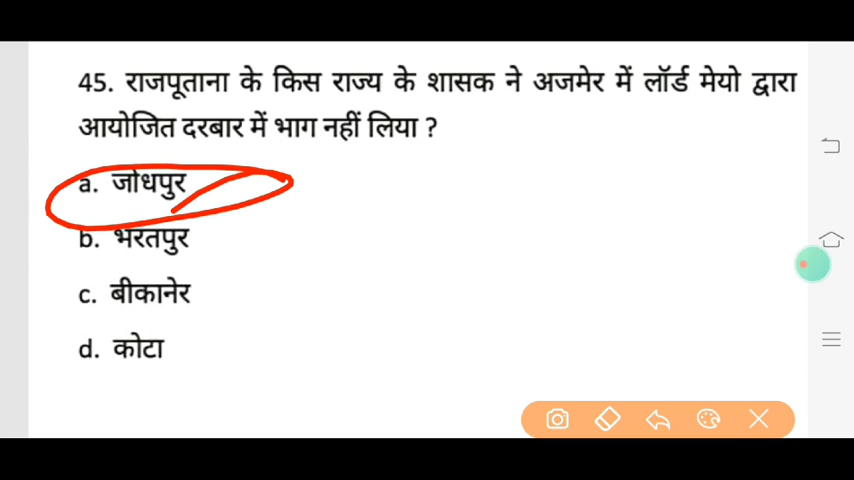 45. राजपूताना के किस राज्य के शासक ने अजमेर में लॉर्ड मेयो द्वारा
आयोजित दरबार में भाग नहीं लिया ?
a. जोधपुर
b. भरतपुर
c. बीकानेर
d. कोटा